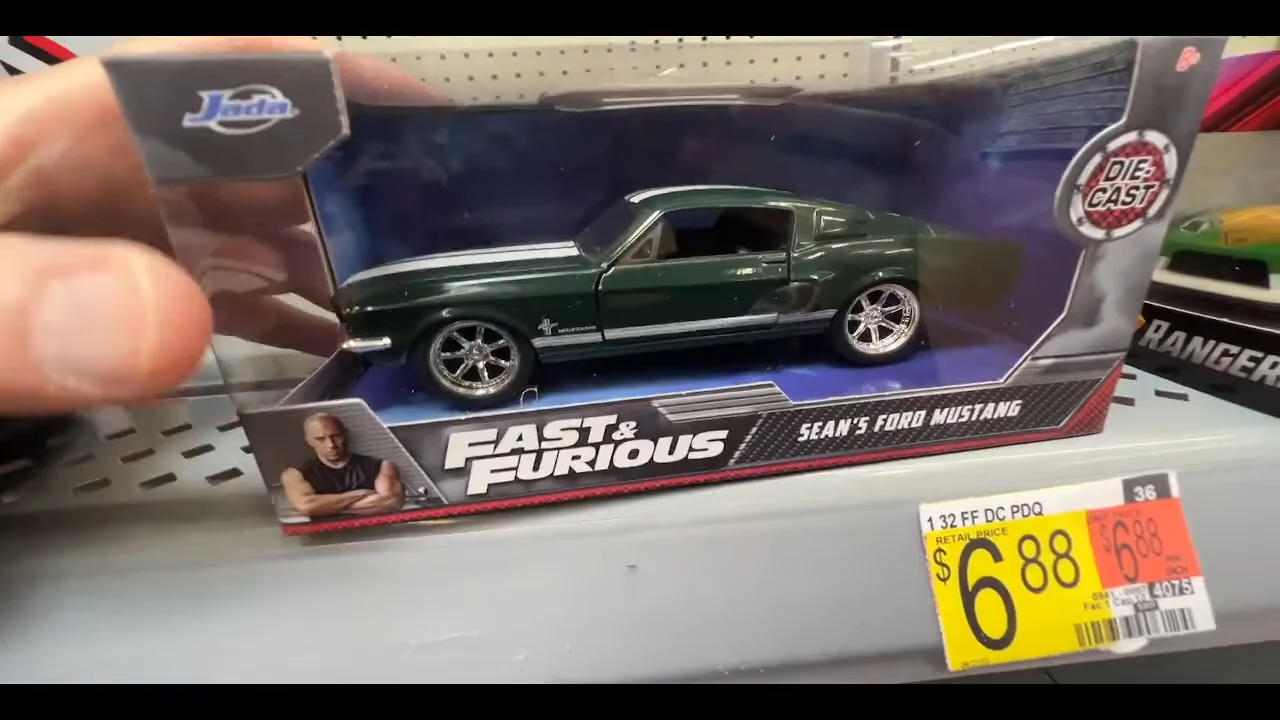 Jada
8+
DIE-
CAST
MUSTANG
RANGER
FAST &
FURIOUS
SEAN'S FORD MUSTANG
36
1 32 FF DC PDQ
RETAIL PRICE
$6 88
$6 88
4075